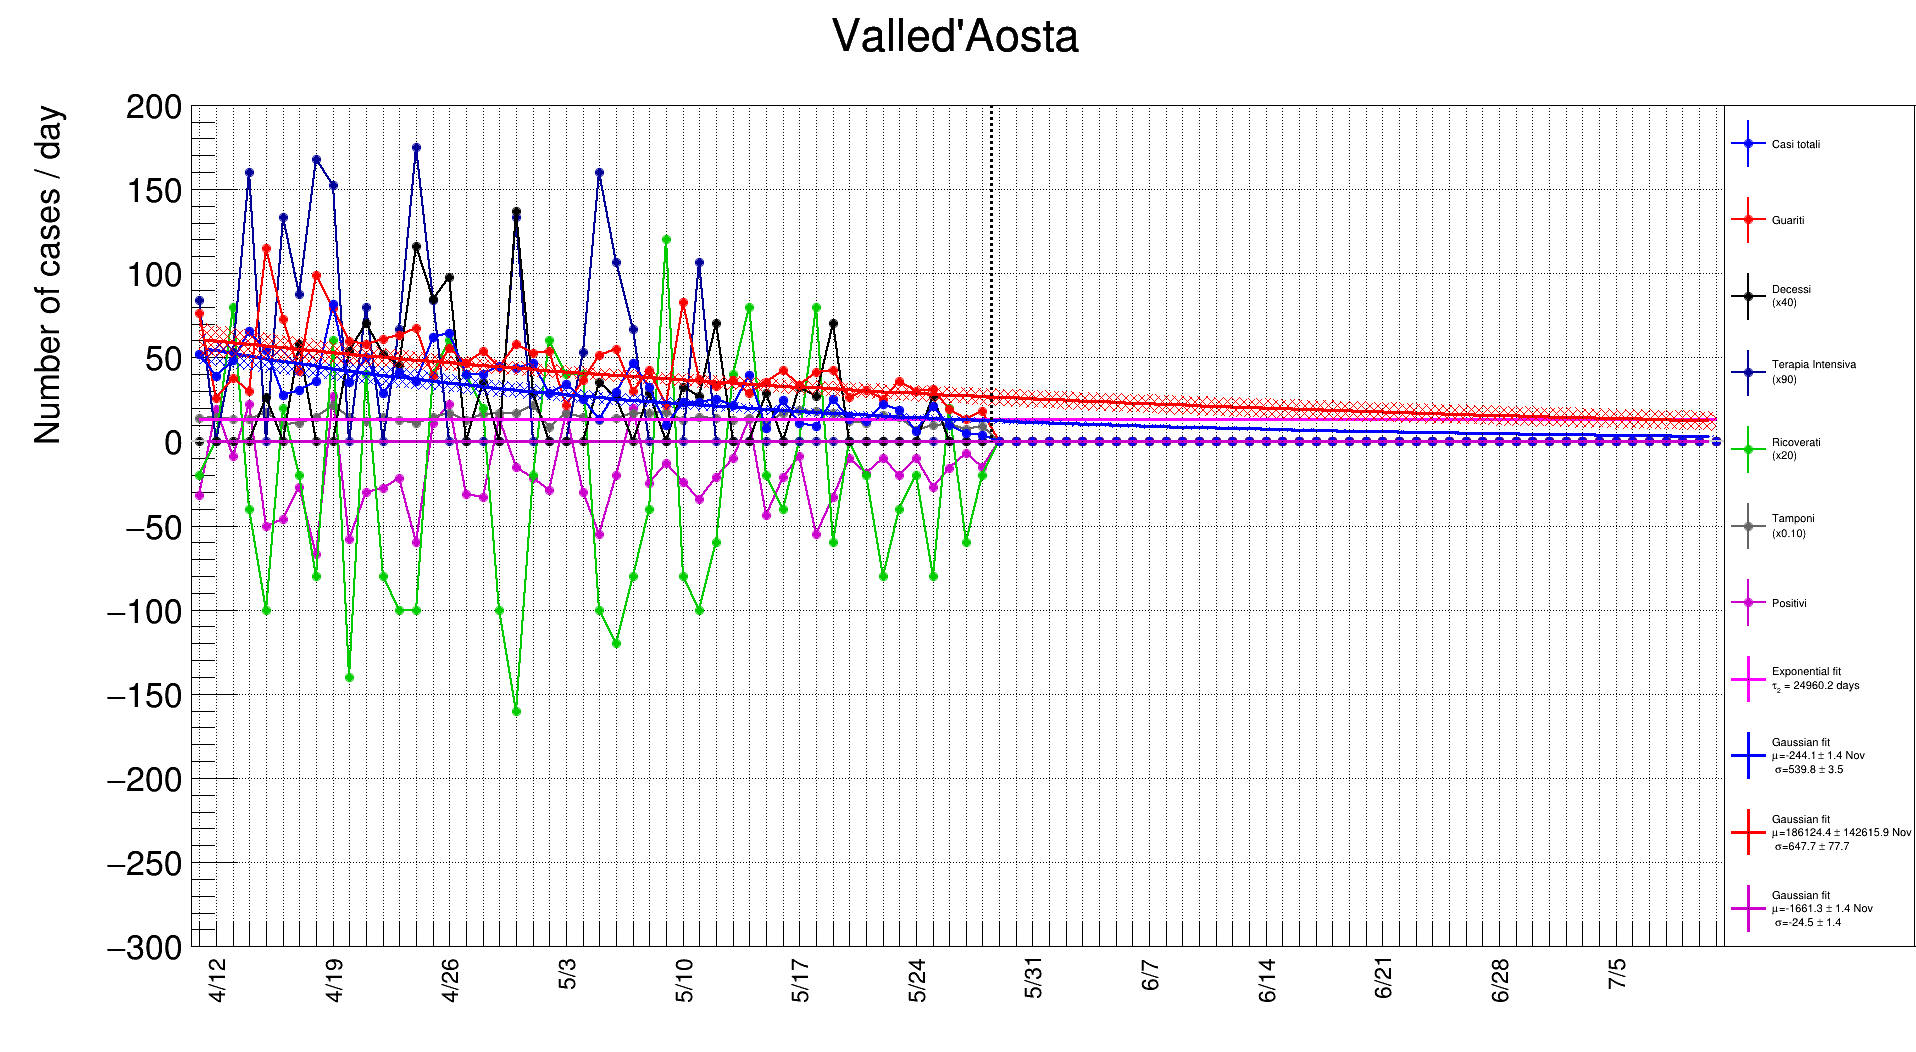 Valled'Aosta
Number of cases / day
200
150
100
50
0
−50
−100
−150
−200
−250
−300
4/12
4/19
4/26
5/3
5/10
5/17
5/24
5/31
6/7
6/14
6/21
6/28
7/5
Casi totali
Guariti
Decessi
(x40)
Terapia Intensiva
(x90)
Ricoverati
(x20)
Tamponi
(x0.10)
Positivi
Exponential fit
τ₂ = 24960.2 days
Gaussian fit
μ=-244.1 ± 1.4 Nov
σ=539.8 ± 3.5
Gaussian fit
μ=186124.4 ± 142615.9 Nov
σ=647.7 ± 77.7
Gaussian fit
μ=-1661.3 ± 1.4 Nov
σ=-24.5 ± 1.4